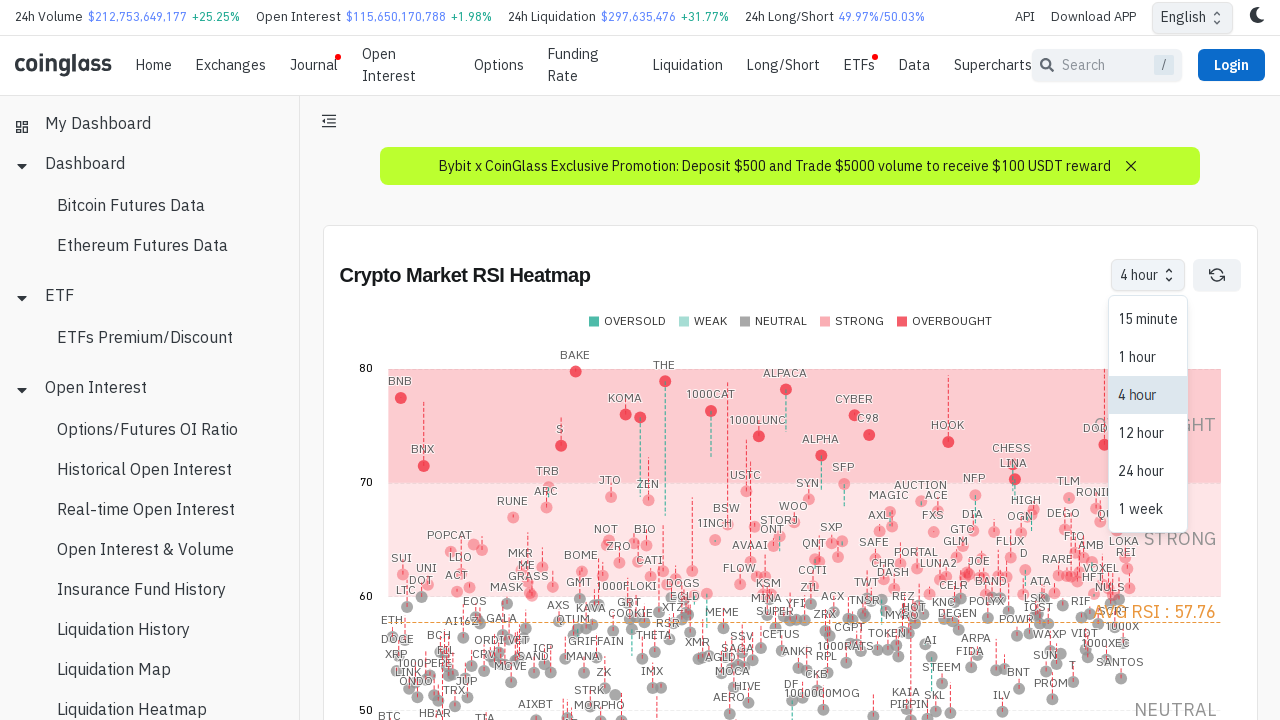 24h Volume $212,753,649,177 +25.25% Open Interest $115,650,170,788 +1.98% 24h Liquidation $297,635,476 +31.77% 24h Long/Short 49.97%/50.03% API Download APP English
coinglass Home Exchanges Journal Open Interest Options Funding Rate Liquidation Long/Short ETFs Data Supercharts Search / Login
My Dashboard
Dashboard
Bitcoin Futures Data
Ethereum Futures Data
ETF
ETFs Premium/Discount
Open Interest
Options/Futures OI Ratio
Historical Open Interest
Real-time Open Interest
Open Interest & Volume
Insurance Fund History
Liquidation History
Liquidation Map
Liquidation Heatmap
Bybit x CoinGlass Exclusive Promotion: Deposit $500 and Trade $5000 volume to receive $100 USDT reward
Crypto Market RSI Heatmap
4 hour
15 minute
1 hour
4 hour
12 hour
24 hour
1 week
OVERSOLD WEAK NEUTRAL STRONG OVERBOUGHT
80
70
60
50
BAKE
THE
BNB
ALPACA
1000CAT
KOMA
CYBER
S
1000LUNC
C98
HOOK
BNX
ALPHA
CHESS
LINA
TRB
SFP
USTC
JTO
ZEN
SYN
NFP
TLM
ARC
AUCTION
MAGIC
ACE
RUNE
HIGH
BSW
WOO
AXL
FXS
DIA
OGN
DEGO
1INCH
STORJ
POPCAT
NOT
BIO
ONT
SXP
GTC
STRONG
ZRO
AVAAI
QNT
SAFE
GLM
FLUX
FIO
LOKA
SUI
LDO
MKR
BOME
CATI
PORTAL
D
REI
UNI
ME
FLOW
COTI
CHR
LUNA2
JOE
RARE
VOXEL
DOT
ACT
GRASS
GMT
DOGS
KSM
TWT
DASH
BAND
ATA
HFT
LTC
MASK
1000FLOKI
EGLD
MINA
ZIL
CELR
EOS
AXS
KAVA
GRT
XTZ
MEME
SUPER
YFI
ACX
TNSR
REZ
HOT
KNC
POLYX
LSK
IOST
RIF
ETH
GALA
COOKIE
RSR
ZRX
CGPT
MYRO
DEGEN
POWR
DOGE
BCH
GRIFFAIN
THETA
XMR
SSV
CETUS
TOKEN
AI
ARPA
WAXP
SANTOS
XRP
ICP
SAGA
ANKR
1000RATS
FIDA
SUN
T
1000PEPE
SAND
MANA
AGLD
RPL
LINK
MOVE
ZK
IMX
MOCA
CKB
STEEM
BNT
ONDO
JUP
STRK
HIVE
DF
PROM
TRX
AIXBT
MORPHO
AERO
1000000MOG
KAIA
SKL
ILV
PIPPIN
BTC
HBAR
NEUTRAL
RSI : 57.76